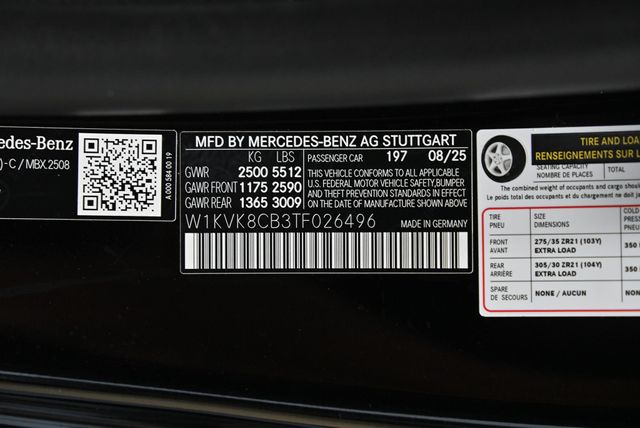 rcedes-Benz
)-C / MBX.2508
A 000 584 00 19
MFD BY MERCEDES-BENZ AG STUTTGART
KG LBS
GVWR 2500 5512
GAWR FRONT 1175 2590
GAWR REAR 1365 3009
PASSENGER CAR 197 08/25
THIS VEHICLE CONFORMS TO ALL APPLICABLE
U.S. FEDERAL MOTOR VEHICLE SAFETY,BUMPER
AND THEFT PREVENTION STANDARDS IN EFFECT
ON THE DATE OF MANUFACTURE SHOWN ABOVE.
W1KVK8CB3TF026496 MADE IN GERMANY
TIRE AND LOA
RENSEIGNEMENTS SUR L
SEATING CAPACITY
NOMBRE DE PLACES TOTAL
The combined weight of occupants and cargo should
Le poids total des occupants et du chargement ne doit
TIRE SIZE COLD
PNEU DIMENSIONS
FRONT 275/35 ZR21 (103Y) 350
AVANT EXTRA LOAD
REAR 305/30 ZR21 (104Y) 350
ARRIÈRE EXTRA LOAD
SPARE NONE / AUCUN
DE SECOURS